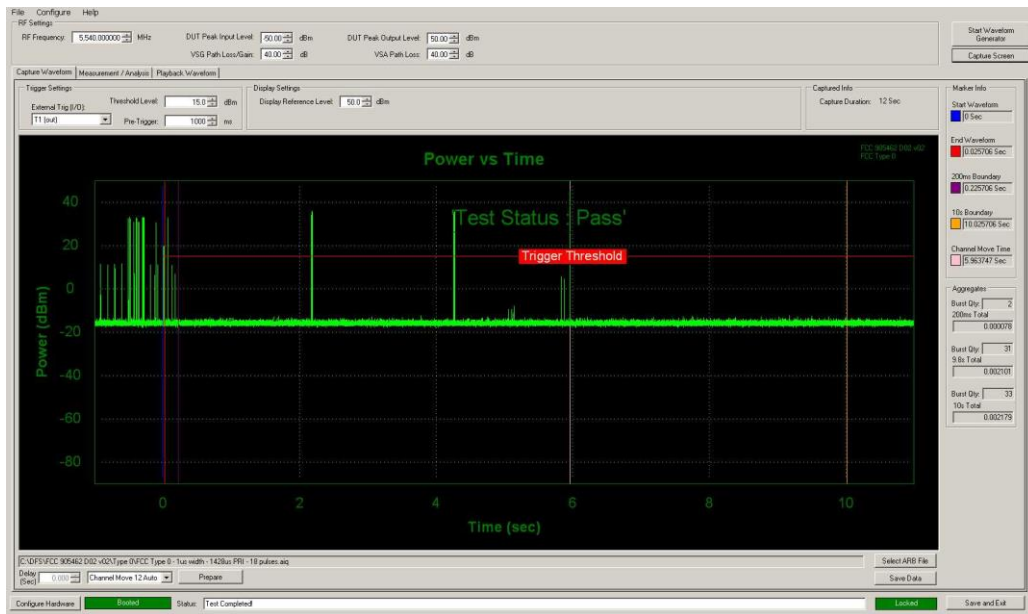 File Configure Help
RF Settings
RF Frequency: 5,540.000000 MHz DUT Peak Input Level: -50.00 dBm DUT Peak Output Level: 50.00 dBm
VSG Path Loss/Gain: 40.00 dB VSA Path Loss: 40.00 dB
Start Waveform
Generator
Capture Screen
Capture Waveform Measurement / Analysis Playback Waveform
Trigger Settings
Threshold Level: 15.0 dBm
External Trig (I/O):
T1 (out) Pre-Trigger: 1000 ms
Display Settings
Display Reference Level: 50.0 dBm
Captured Info
Capture Duration: 12 Sec
Marker Info
Start Waveform
0 Sec
End Waveform
0.025706 Sec
200ms Boundary
0.225706 Sec
10s Boundary
10.025706 Sec
Channel Move Time
5.963747 Sec
Aggregates
Burst Qty: 2
200ms Total
0.000078
Burst Qty: 31
9.8s Total
0.002101
Burst Qty: 33
10s Total
0.002179
Power vs Time
FCC 905462 D02 v02
FCC Type 0
'Test Status : Pass'
Trigger Threshold
Power (dBm)
40
20
0
-20
-40
-60
-80
0 2 4 6 8 10
Time (sec)
C:\DFS\FCC 905462 D02 v02\Type 0\FCC Type 0 - 1us width - 1428us PRI - 18 pulses.aiq
Select ARB File
Delay
(Sec) 0.000 Channel Move 12 Auto Prepare
Save Data
Configure Hardware Booted Status: Test Completed! Locked Save and Exit